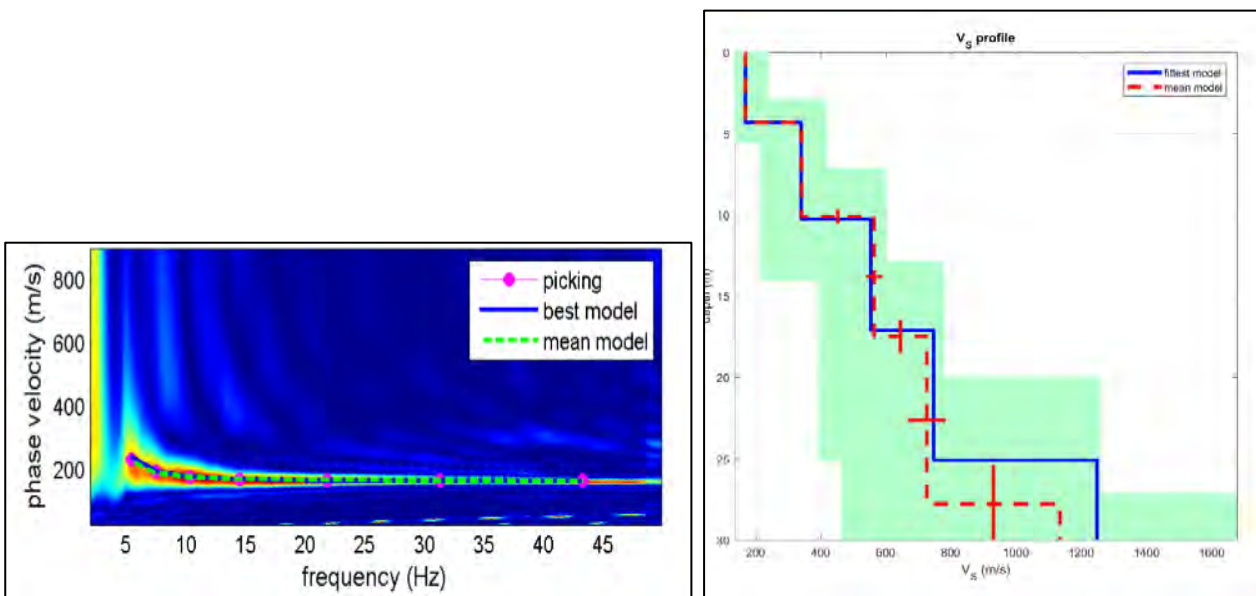 phase velocity (m/s)
800
600
400
200
5 10 15 20 25 30 35 40 45
frequency (Hz)
picking
best model
mean model
V_S profile
fittest model
mean model
0
5
10
15
20
25
30
200 400 600 800 1000 1200 1400 1600
V_S (m/s)